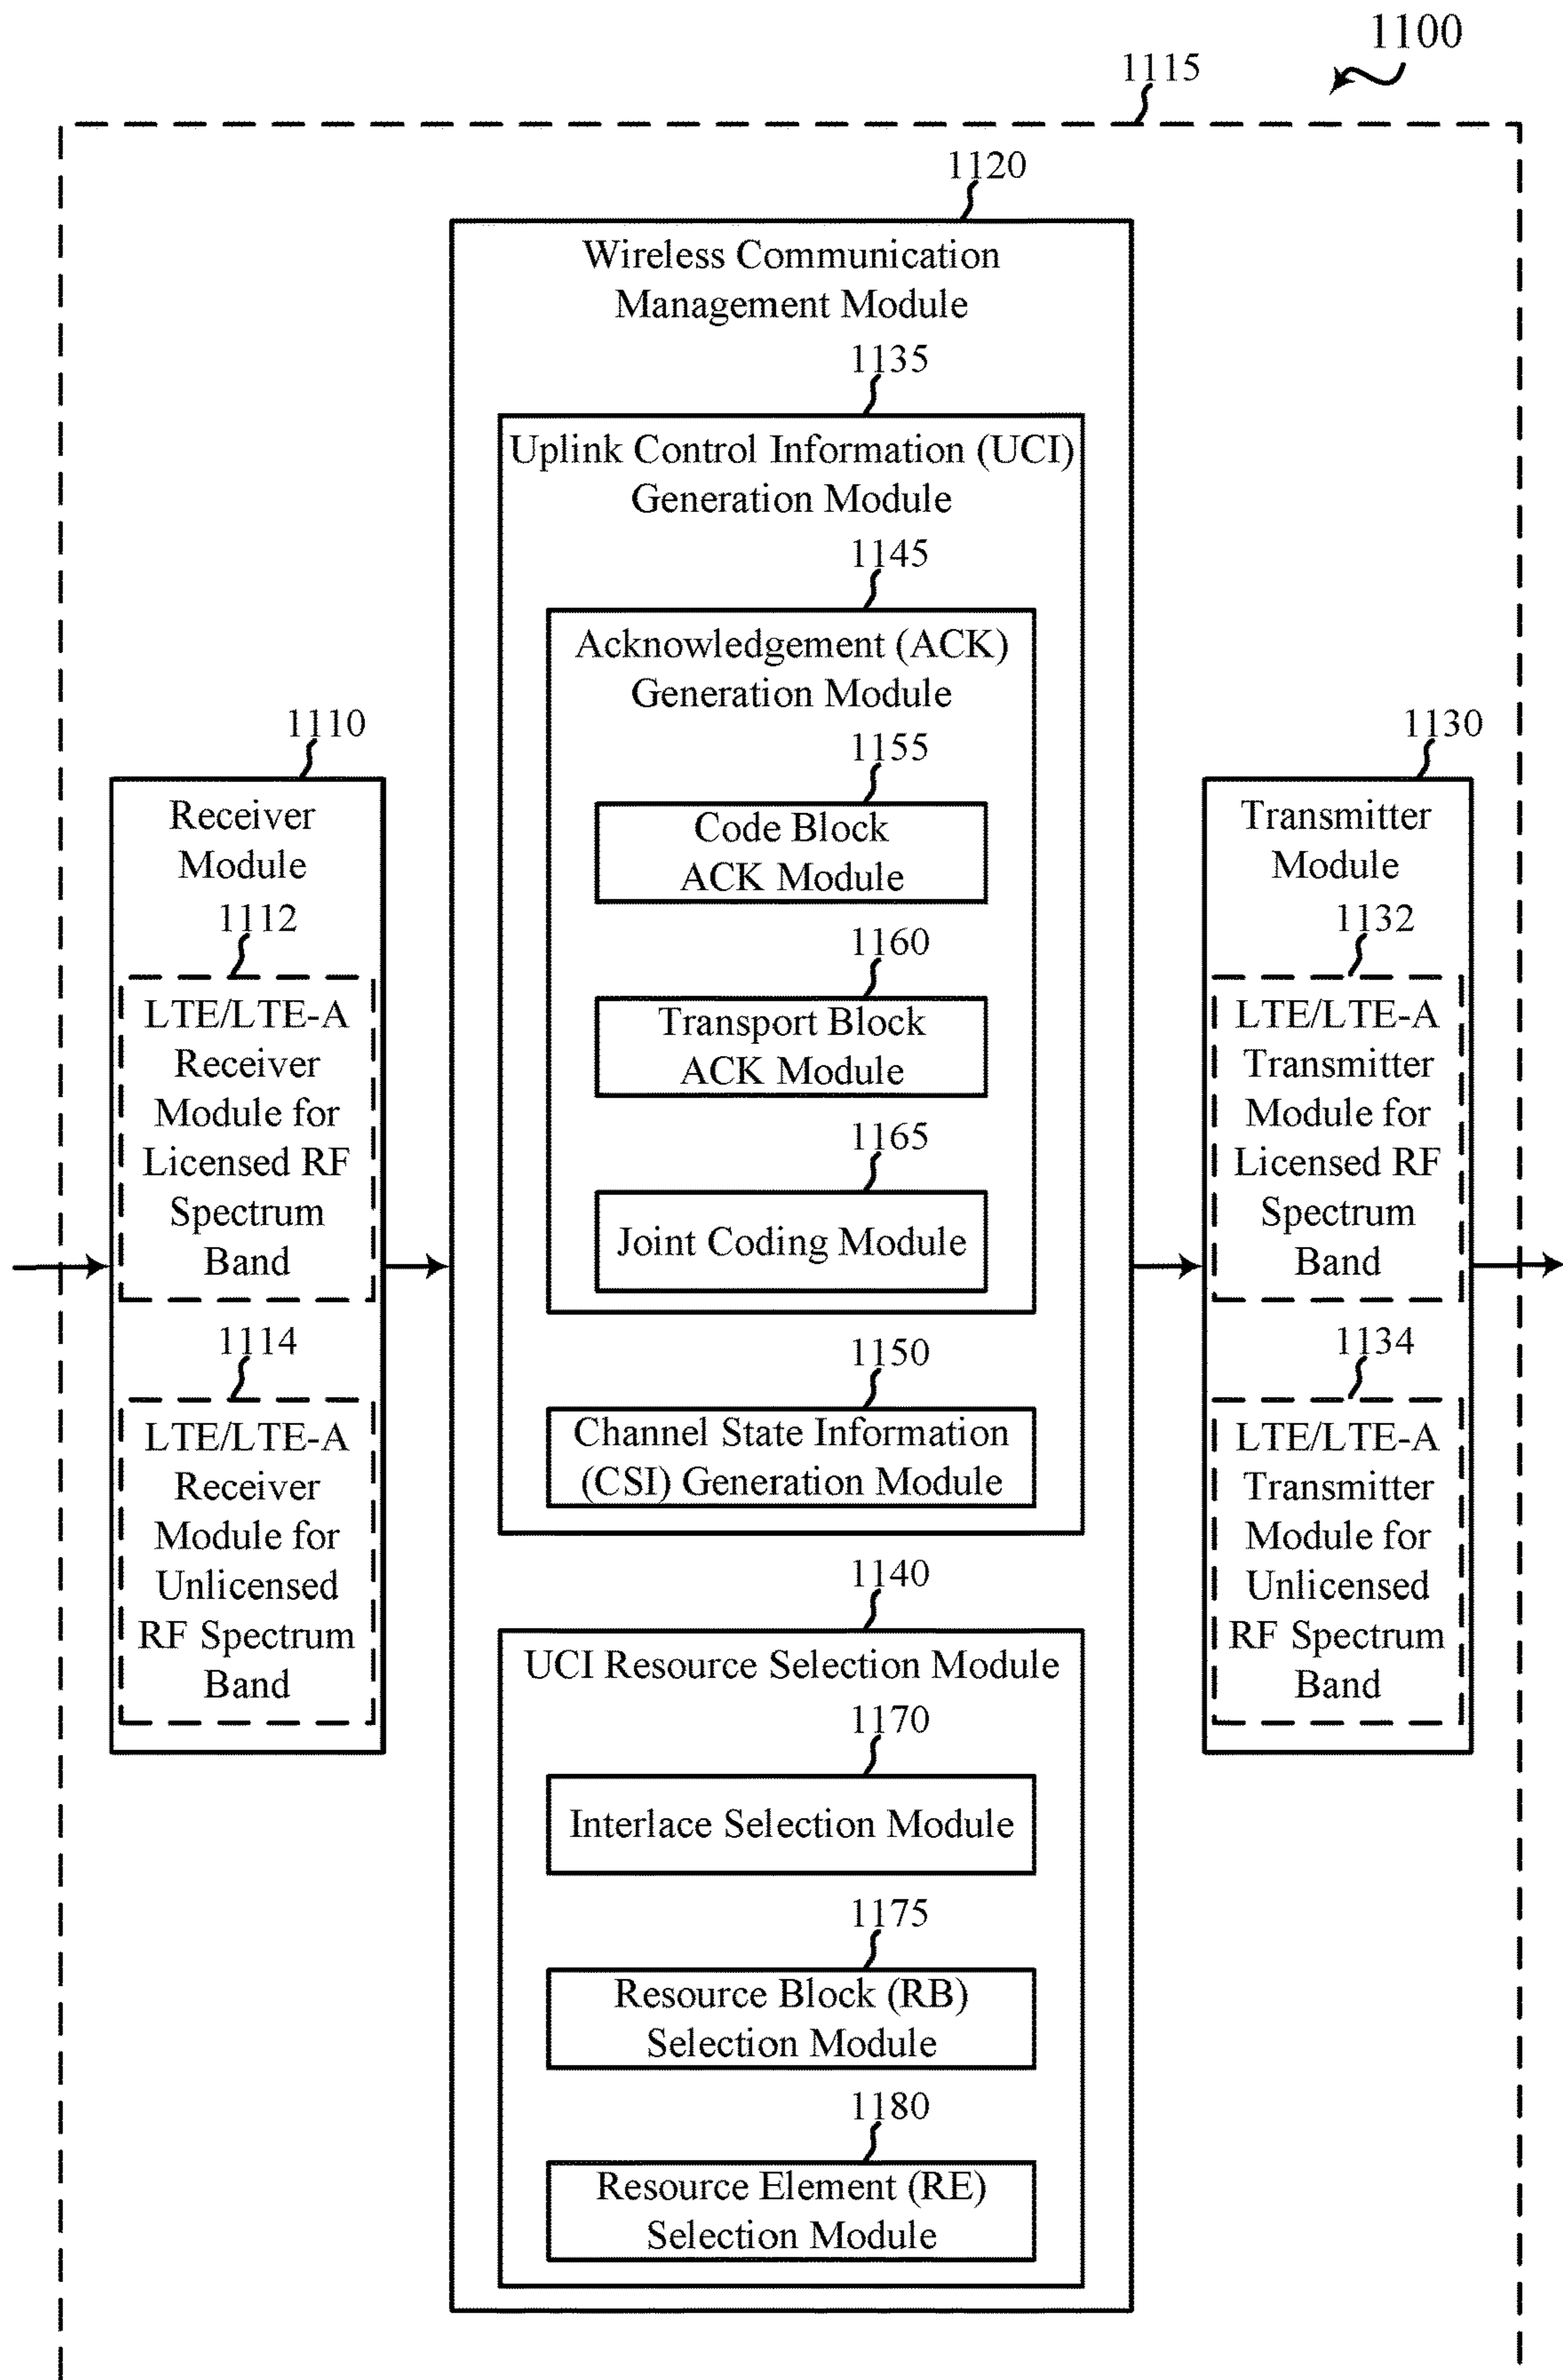 1100
1115
1120
Wireless Communication
Management Module
1135
Uplink Control Information (UCI)
Generation Module
1145
Acknowledgement (ACK)
Generation Module
1155
Code Block
ACK Module
1160
Transport Block
ACK Module
1165
Joint Coding Module
1150
Channel State Information
(CSI) Generation Module
1140
UCI Resource Selection Module
1170
Interlace Selection Module
1175
Resource Block (RB)
Selection Module
1180
Resource Element (RE)
Selection Module
1110
Receiver
Module
1112
LTE/LTE-A
Receiver
Module for
Licensed RF
Spectrum
Band
1114
LTE/LTE-A
Receiver
Module for
Unlicensed
RF Spectrum
Band
1130
Transmitter
Module
1132
LTE/LTE-A
Transmitter
Module for
Licensed RF
Spectrum
Band
1134
LTE/LTE-A
Transmitter
Module for
Unlicensed
RF Spectrum
Band